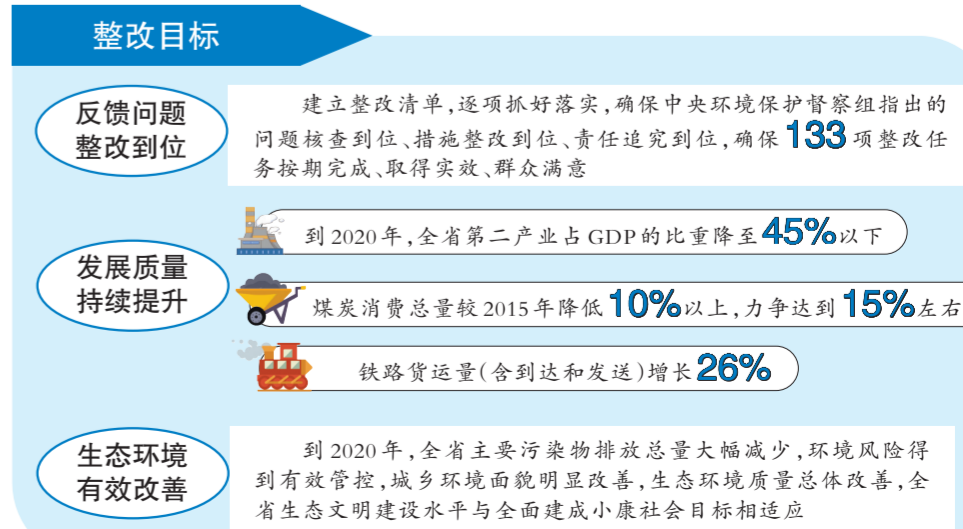 整改目标
反馈问题
整改到位
建立整改清单,逐项抓好落实,确保中央环境保护督察组指出的
问题核查到位、措施整改到位、责任追究到位,确保133项整改任
务按期完成、取得实效、群众满意
发展质量
持续提升
到2020年,全省第二产业占GDP的比重降至45%以下
煤炭消费总量较2015年降低10%以上,力争达到15%左右
铁路货运量(含到达和发送)增长26%
生态环境
有效改善
到2020年,全省主要污染物排放总量大幅减少,环境风险得
到有效管控,城乡环境面貌明显改善,生态环境质量总体改善,全
省生态文明建设水平与全面建成小康社会目标相适应